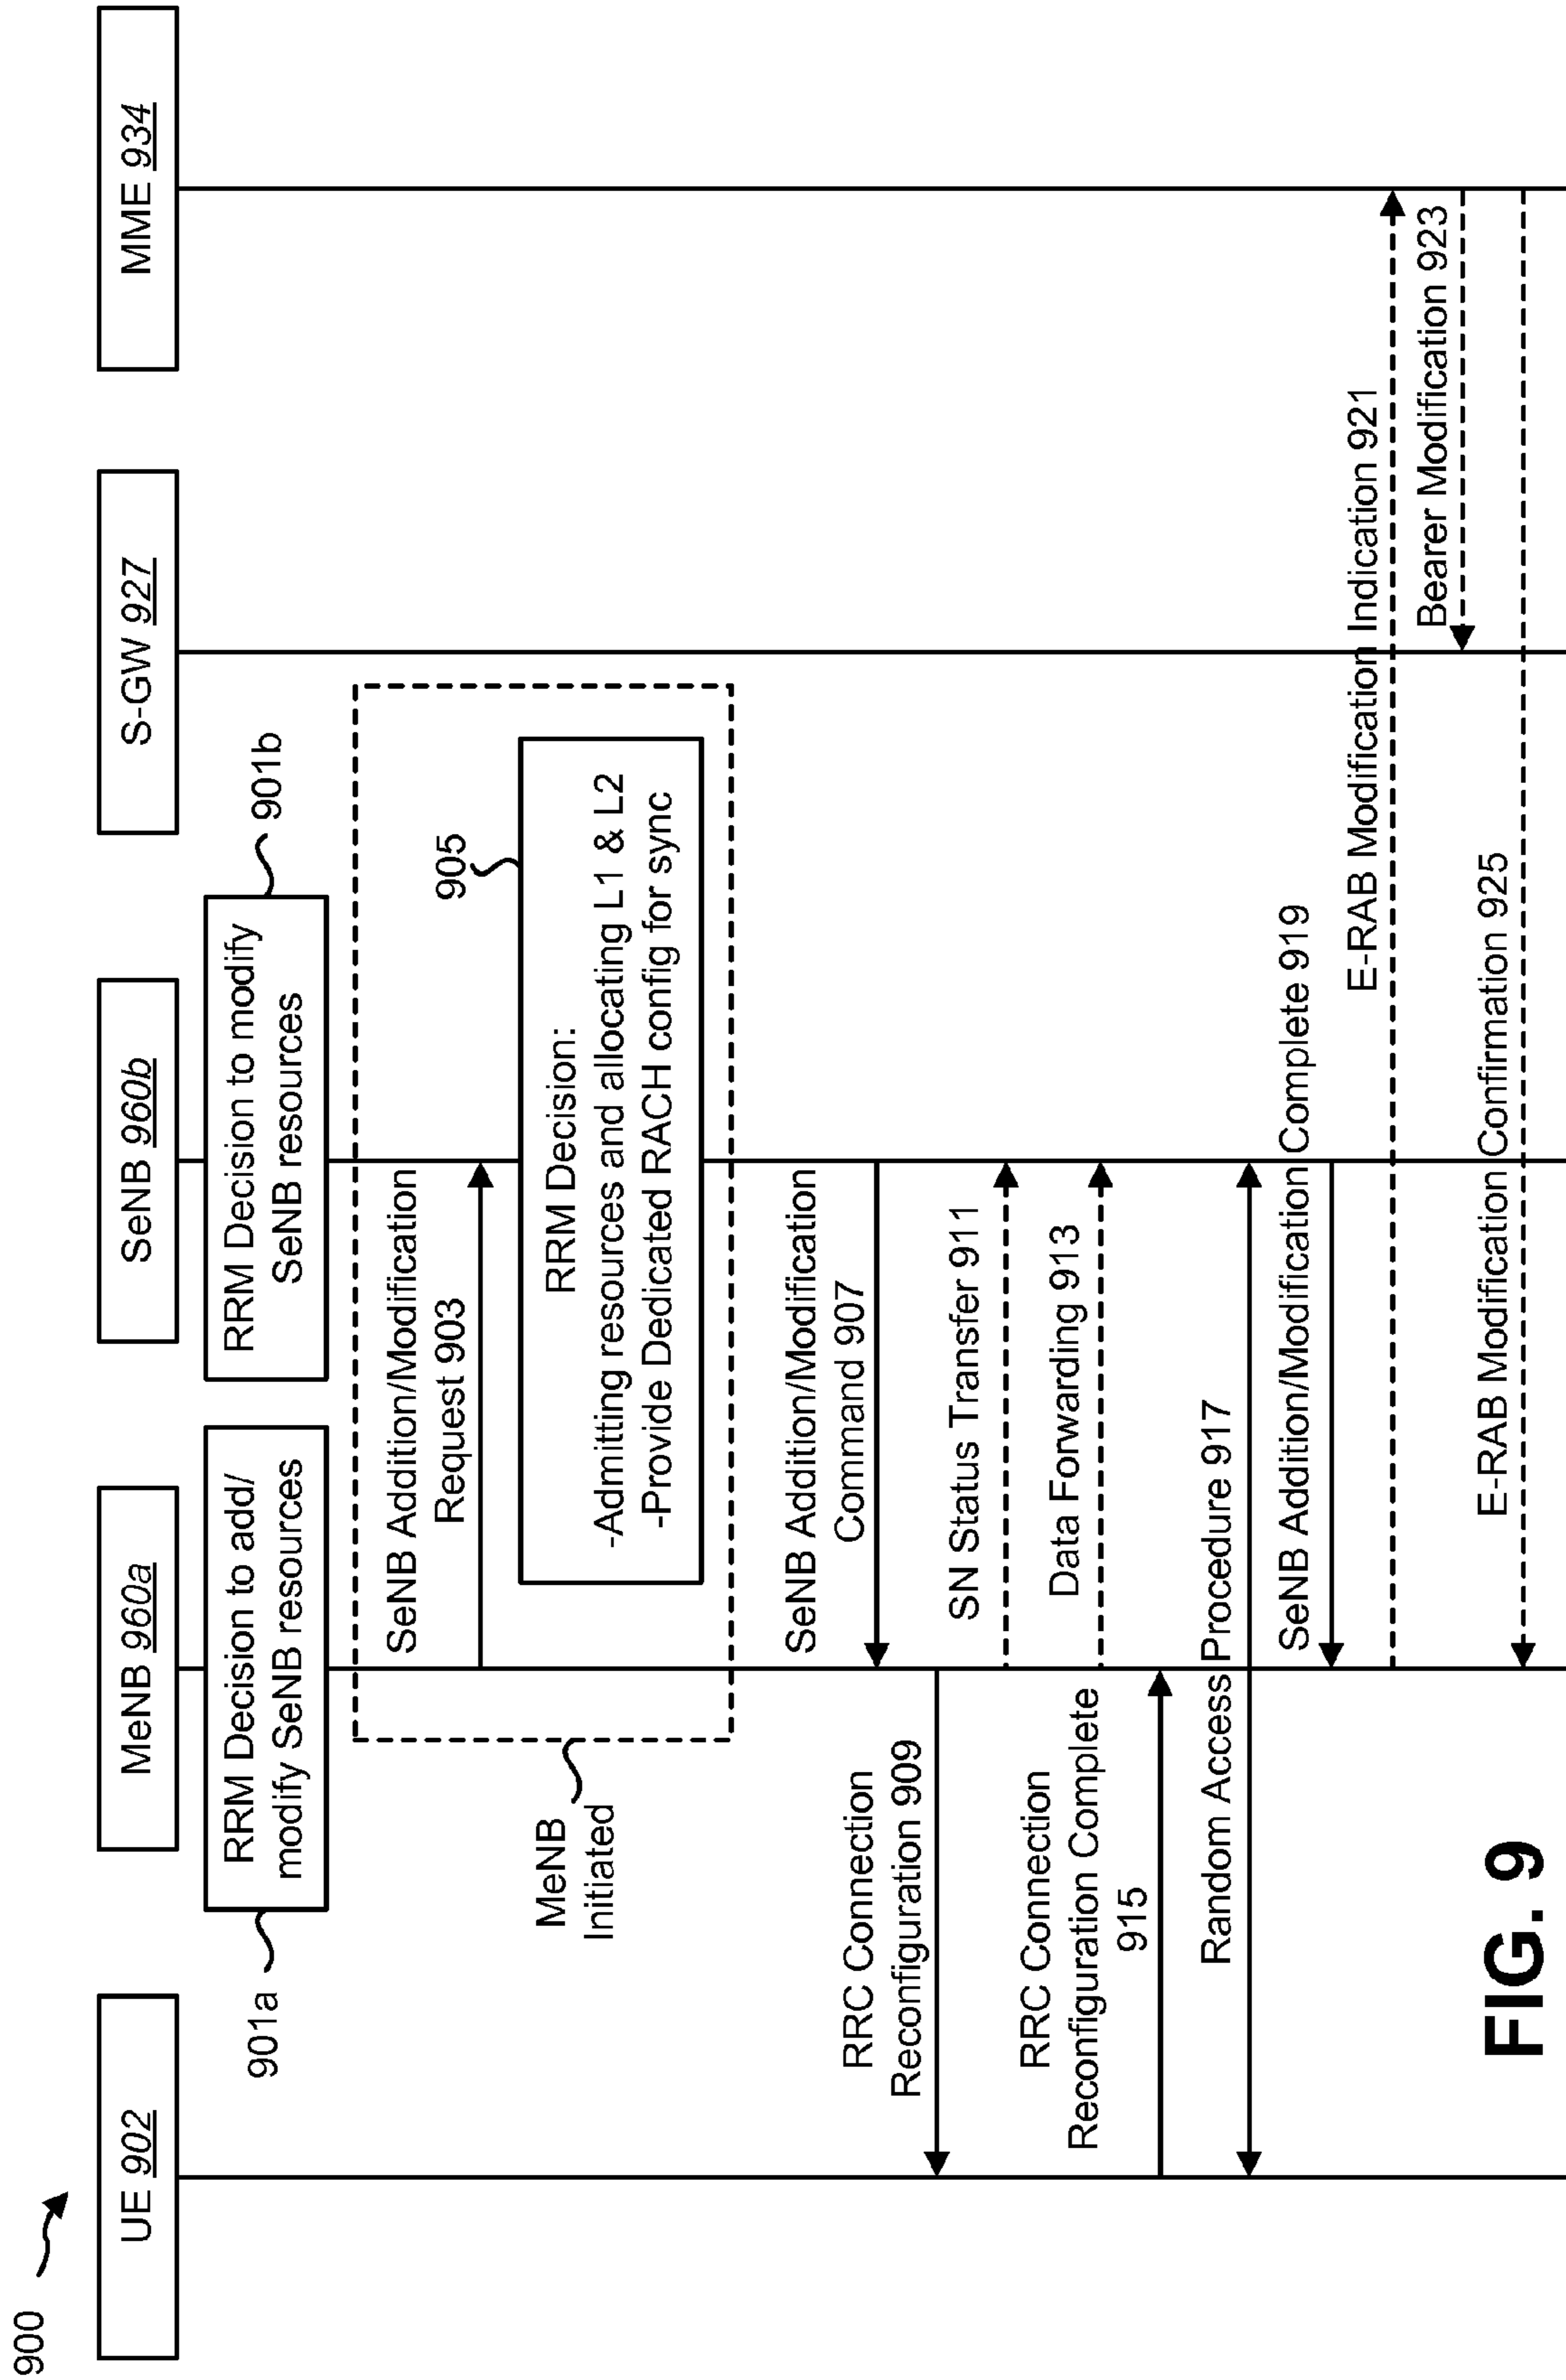 900
UE 902
MeNB 960a
SeNB 960b
S-GW 927
MME 934
901a
RRM Decision to add/
modify SeNB resources
RRM Decision to modify
SeNB resources
901b
MeNB
Initiated
SeNB Addition/Modification
Request 903
905
RRM Decision:
-Admitting resources and allocating L1 & L2
-Provide Dedicated RACH config for sync
SeNB Addition/Modification
Command 907
RRC Connection
Reconfiguration 909
SN Status Transfer 911
Data Forwarding 913
RRC Connection
Reconfiguration Complete
915
Random Access Procedure 917
SeNB Addition/Modification Complete 919
E-RAB Modification Indication 921
Bearer Modification 923
E-RAB Modification Confirmation 925
FIG. 9